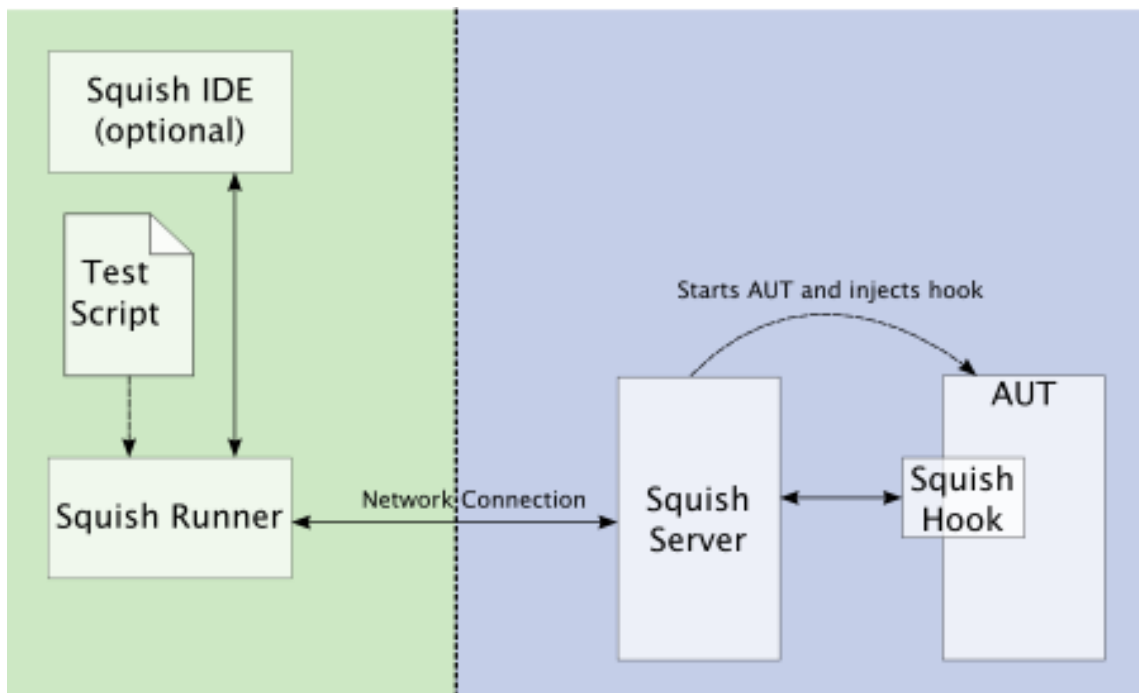 Squish IDE
(optional)
Test
Script
Squish Runner
Network Connection
Starts AUT and injects hook
Squish
Server
AUT
Squish
Hook